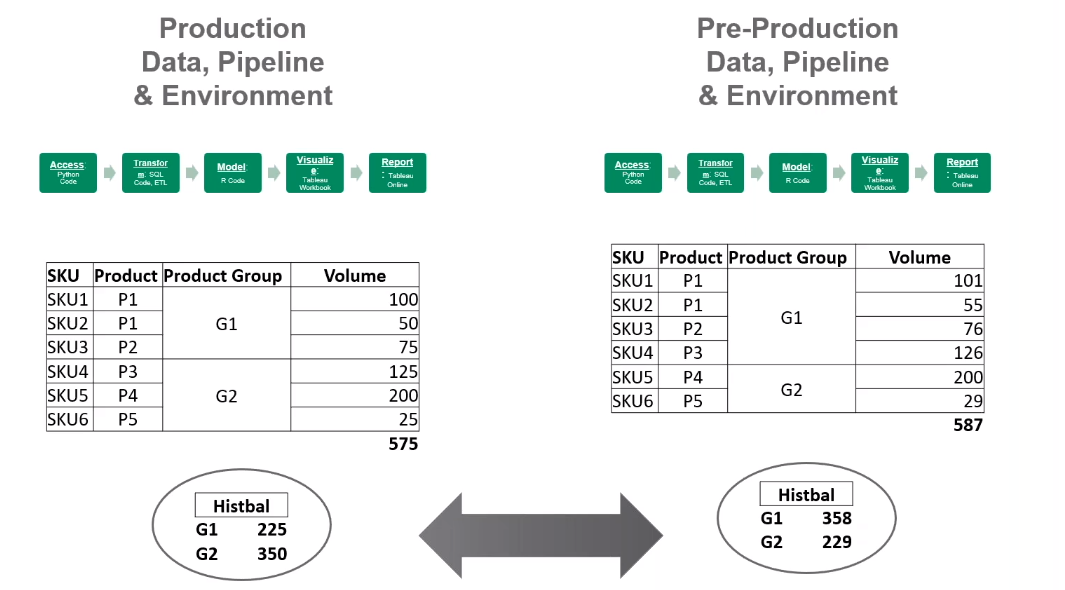 Production
Data, Pipeline
& Environment
Pre-Production
Data, Pipeline
& Environment
Access:
Python
Code
Transfor
m: SQL
Code, ETL
Model:
R Code
Visualiz
e:
Tableau
Workbook
Report
: Tableau
Online
Access:
Python
Code
Transfor
m: SQL
Code, ETL
Model:
R Code
Visualiz
e:
Tableau
Workbook
Report
: Tableau
Online
SKU Product Product Group Volume
SKU1 P1 100
SKU2 P1 G1 50
SKU3 P2 75
SKU4 P3 125
SKU5 P4 G2 200
SKU6 P5 25
575
SKU Product Product Group Volume
SKU1 P1 101
SKU2 P1 55
G1
SKU3 P2 76
SKU4 P3 126
SKU5 P4 200
G2
SKU6 P5 29
587
Histbal
G1 225
G2 350
Histbal
G1 358
G2 229